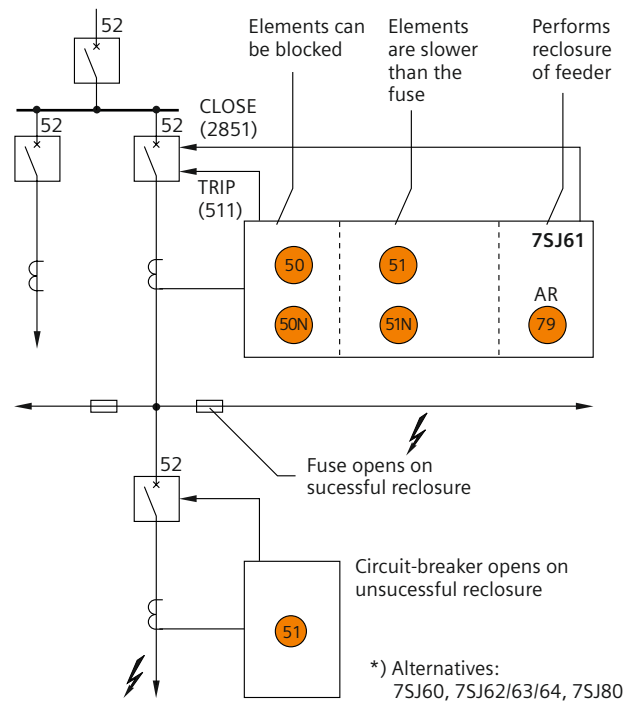 52
Elements can
be blocked
Elements
are slower
than the
fuse
Performs
reclosure
of feeder
52
52
CLOSE
(2851)
TRIP
(511)
7SJ61
50
51
50N
51N
AR
79
Fuse opens on
sucessful reclosure
52
Circuit-breaker opens on
unsucessful reclosure
51
*) Alternatives:
7SJ60, 7SJ62/63/64, 7SJ80